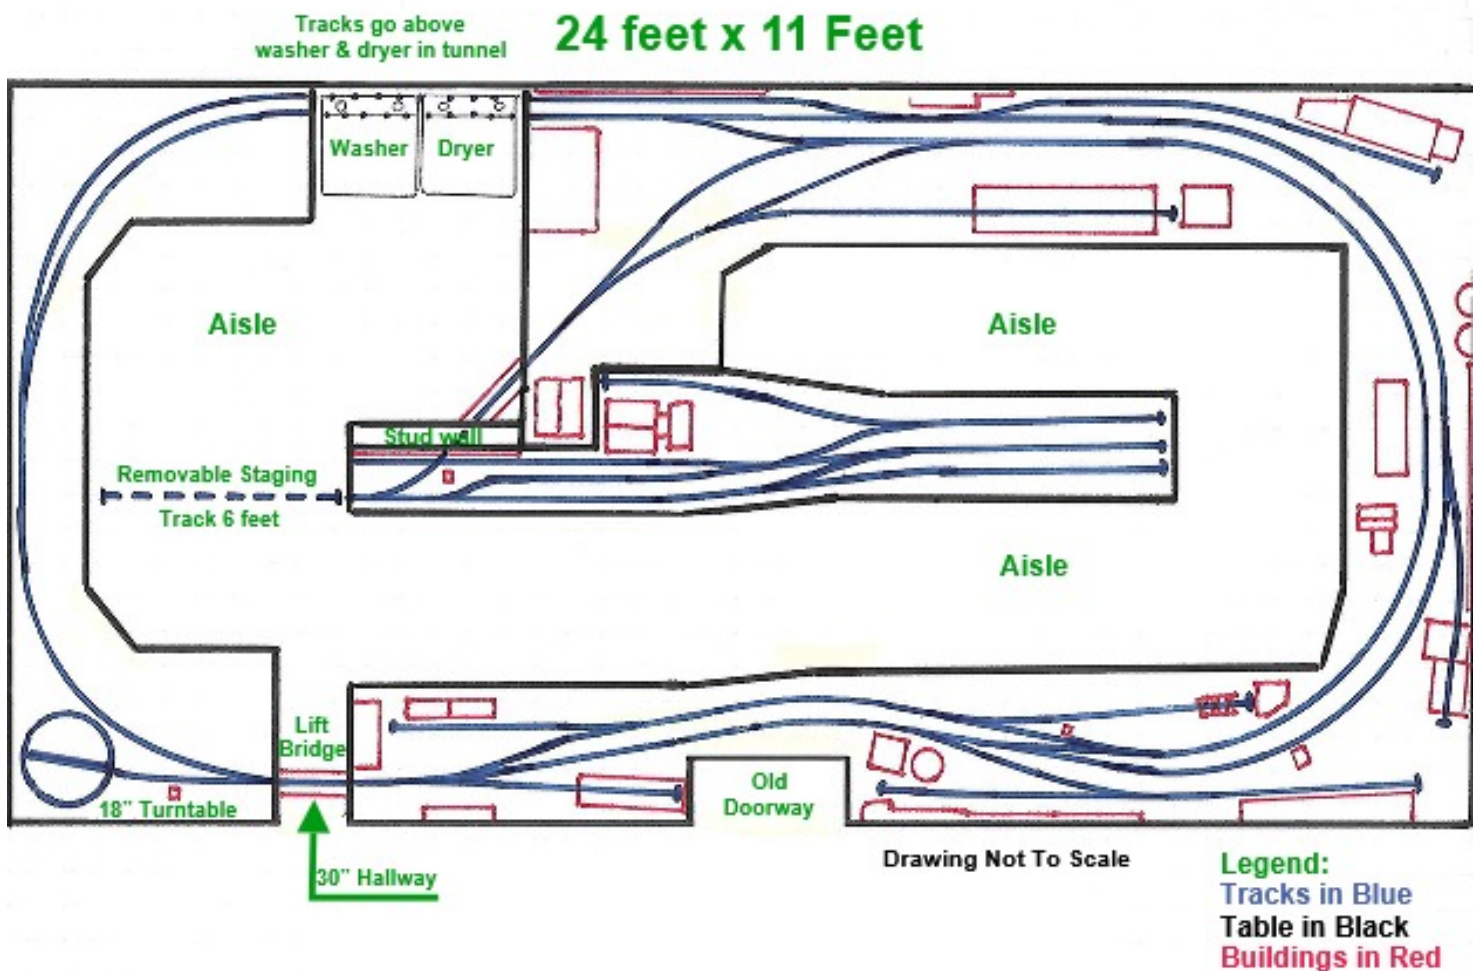 Tracks go above
washer & dryer in tunnel
24 feet x 11 Feet
Washer
Dryer
Aisle
Aisle
Stud wall
Removable Staging
Track 6 feet
Aisle
Lift
Bridge
18" Turntable
Old
Doorway
30" Hallway
Drawing Not To Scale
Legend:
Tracks in Blue
Table in Black
Buildings in Red